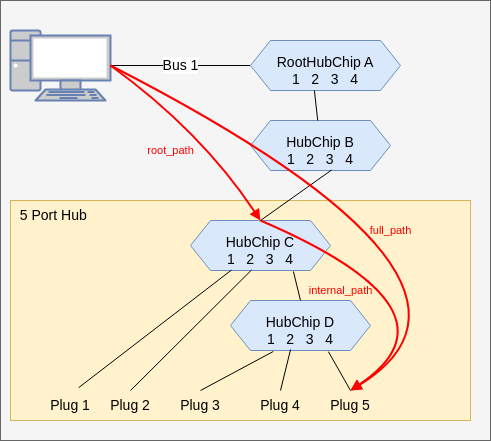 Bus 1
RootHubChip A
1 2 3 4
HubChip B
1 2 3 4
root_path
5 Port Hub
full_path
HubChip C
1 2 3 4
internal_path
HubChip D
1 2 3 4
Plug 1 Plug 2 Plug 3 Plug 4 Plug 5